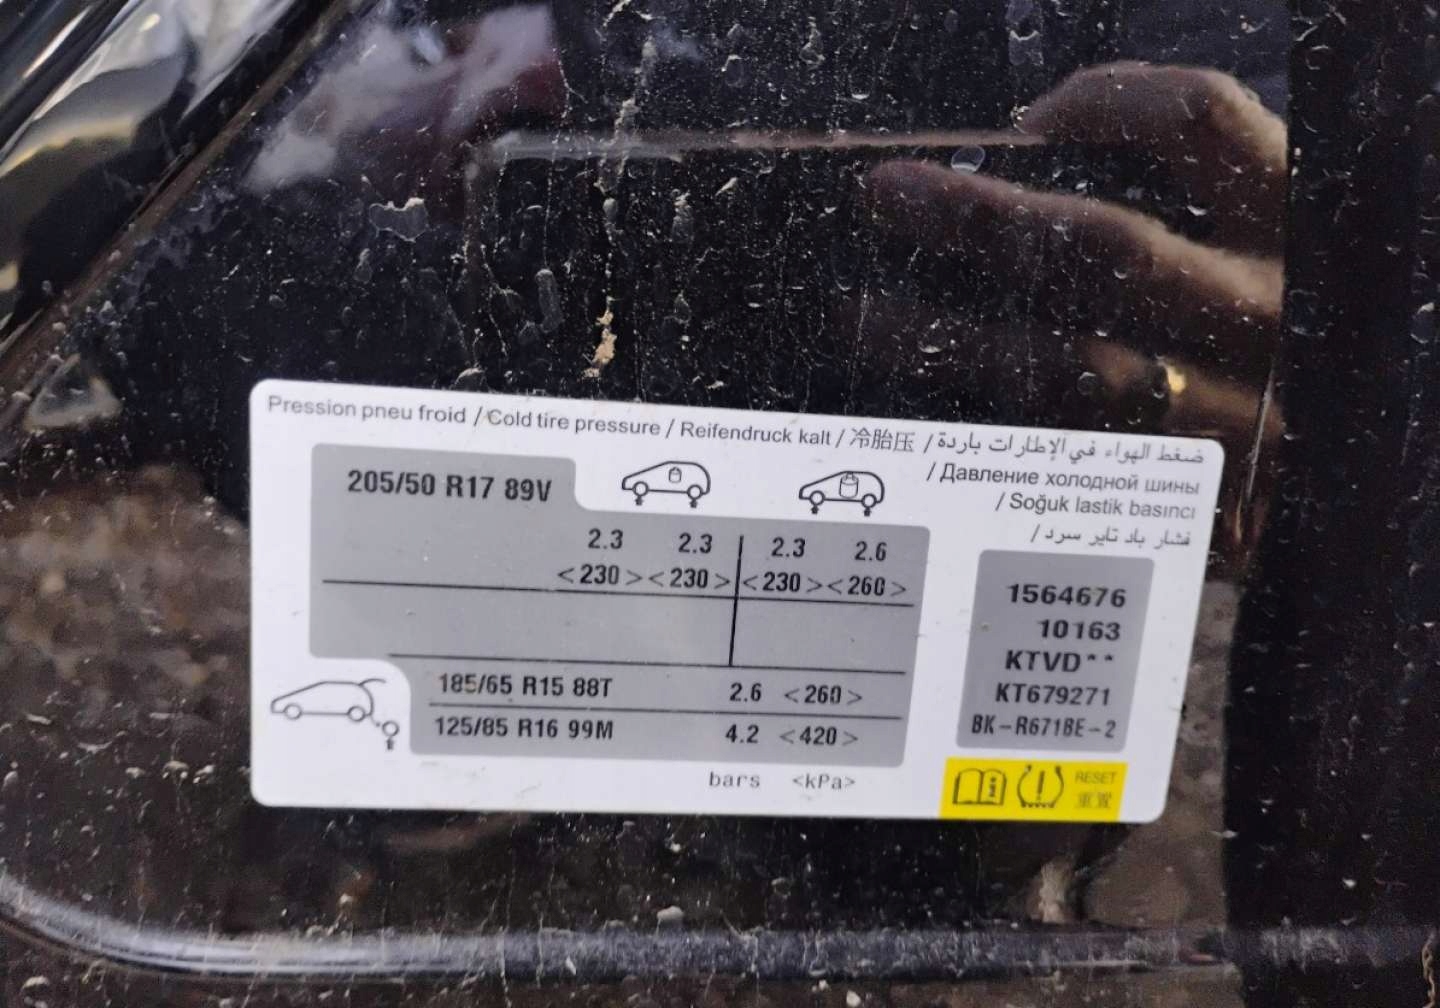 Pression pneu froid / Cold tire pressure / Reifendruck kalt / 冷胎压 / ضغط الهواء في الإطارات باردة
/ Давление холодной шины
/ Soğuk lastik basıncı
/ فشار باد تایر سرد
205/50 R17 89V
2.3 2.3 2.3 2.6
<230> <230> <230> <260>
185/65 R15 88T 2.6 <260>
125/85 R16 99M 4.2 <420>
bars <kPa>
1564676
10163
KTVD**
KT679271
BK-R671BE-2
RESET
重置